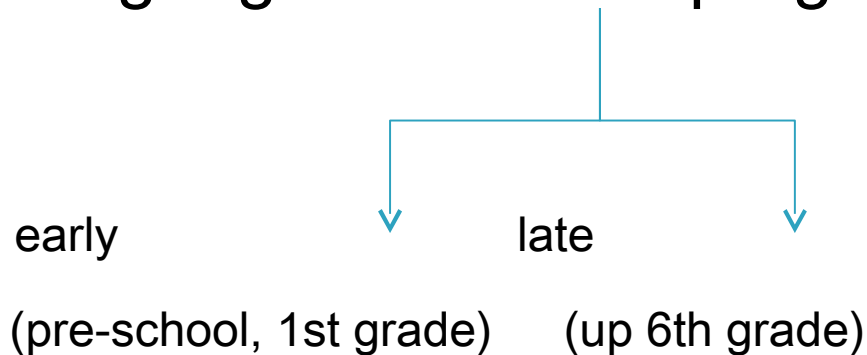 early late
(pre-school, 1st grade) (up 6th grade)